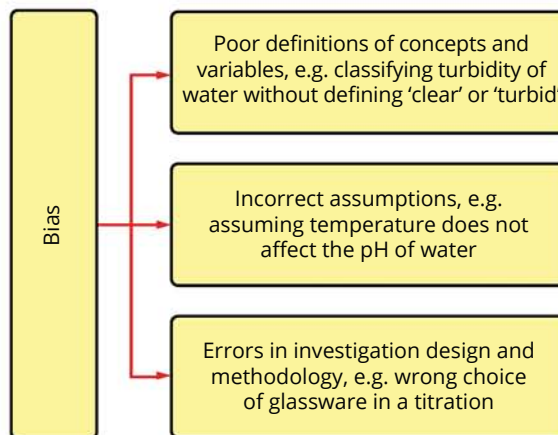 Bias
Poor definitions of concepts and
variables, e.g. classifying turbidity of
water without defining ‘clear’ or ‘turbid’
Incorrect assumptions, e.g.
assuming temperature does not
affect the pH of water
Errors in investigation design and
methodology, e.g. wrong choice
of glassware in a titration